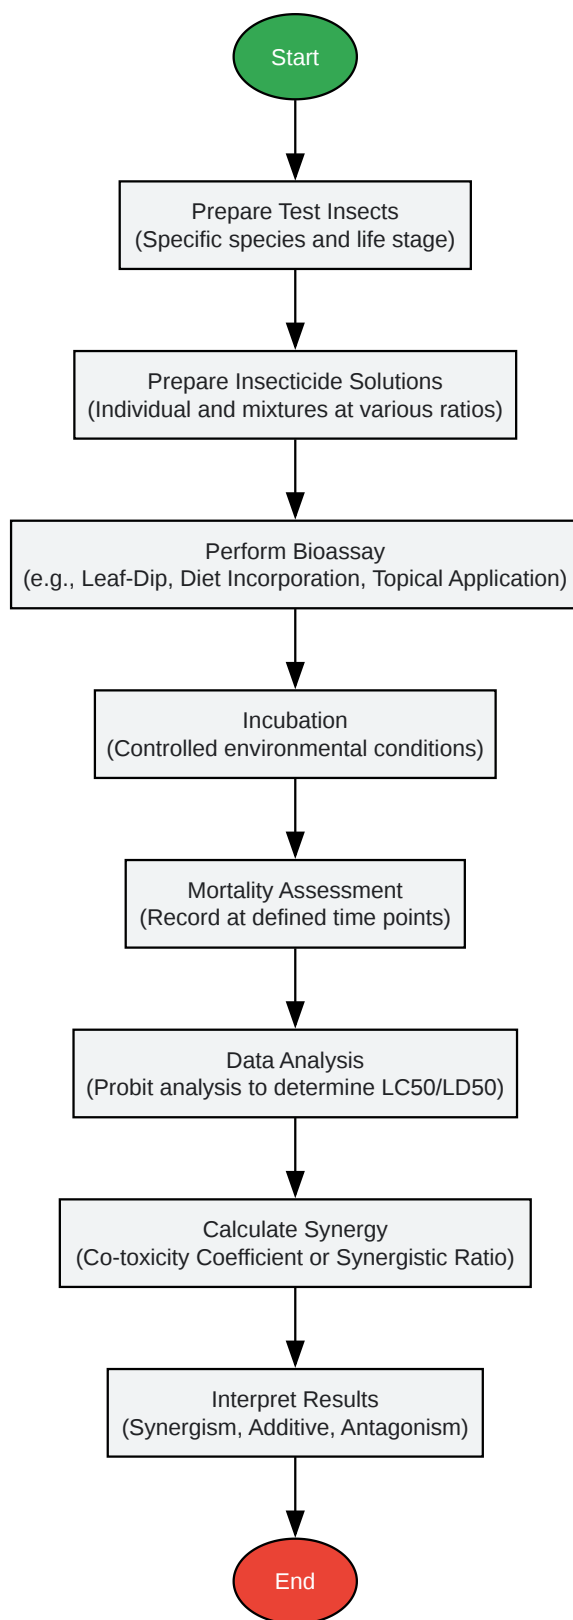 Start
Prepare Test Insects
(Specific species and life stage)
Prepare Insecticide Solutions
(Individual and mixtures at various ratios)
Perform Bioassay
(e.g., Leaf-Dip, Diet Incorporation, Topical Application)
Incubation
(Controlled environmental conditions)
Mortality Assessment
(Record at defined time points)
Data Analysis
(Probit analysis to determine LC50/LD50)
Calculate Synergy
(Co-toxicity Coefficient or Synergistic Ratio)
Interpret Results
(Synergism, Additive, Antagonism)
End